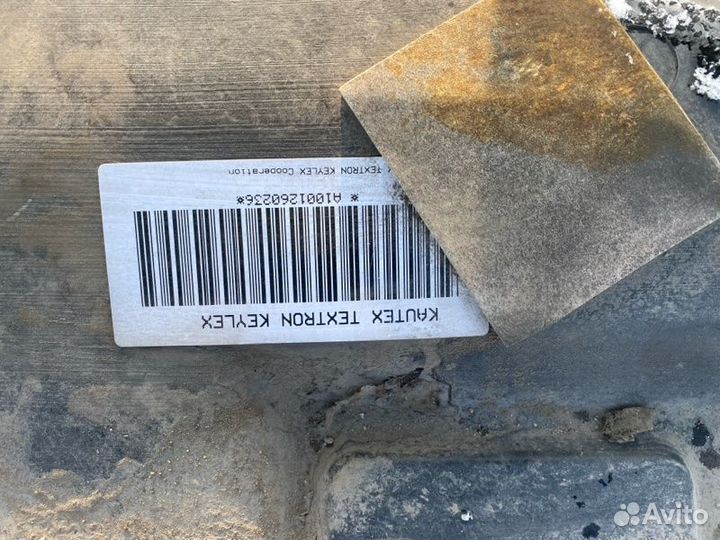 KAUTEX TEXTRON KEYLEX
* A1001260236*
TEXTRON KEYLEX Cooperation
Avito